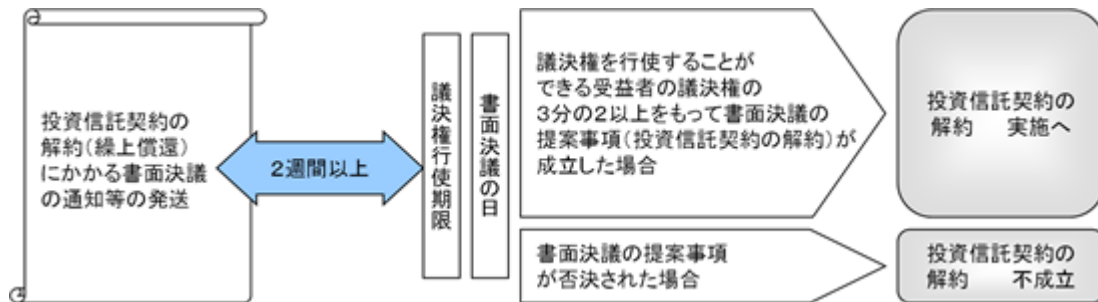 投資信託契約の
解約(繰上償還)
にかかる書面決議
の通知等の発送
2週間以上
議決権行使期限
書面決議の日
議決権を行使することが
できる受益者の議決権の
3分の2以上をもって書面決議の
提案事項(投資信託契約の解約)が
成立した場合
投資信託契約の
解約　実施へ
書面決議の提案事項
が否決された場合
投資信託契約の
解約　不成立